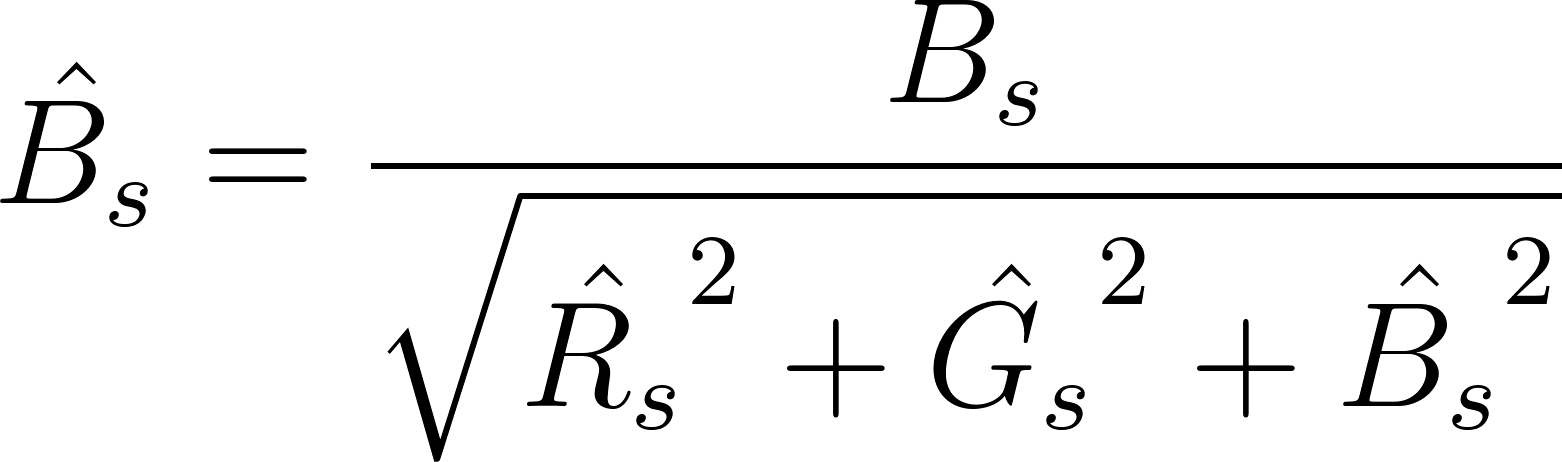 \hat{B}_s = \frac{B_s}{\sqrt{\hat{R}_s^2 + \hat{G}_s^2 + \hat{B}_s^2}}